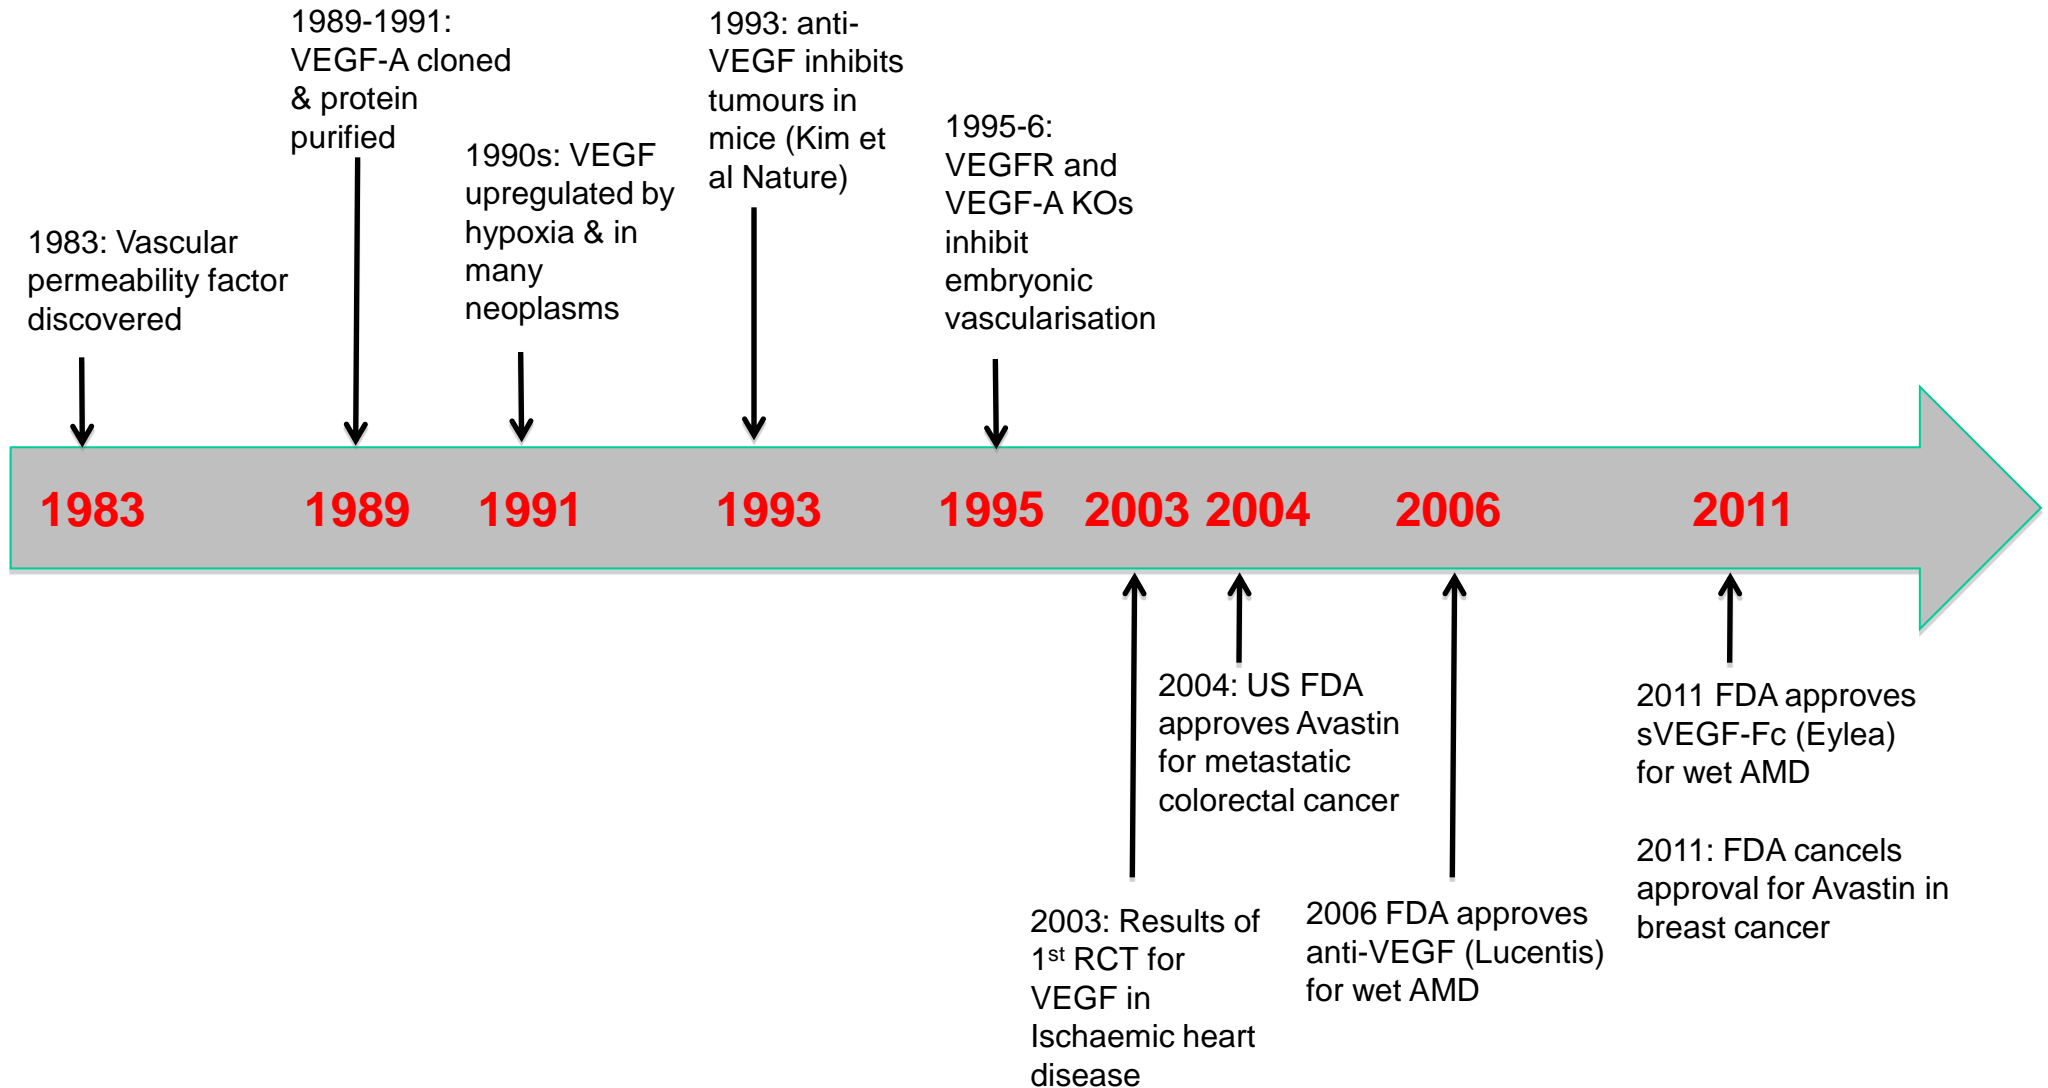 1983: Vascular
permeability factor
discovered
1989-1991:
VEGF-A cloned
& protein
purified
1990s: VEGF
upregulated by
hypoxia & in
many
neoplasms
1993: anti-
VEGF inhibits
tumours in
mice (Kim et
al Nature)
1995-6:
VEGFR and
VEGF-A KOs
inhibit
embryonic
vascularisation
1983 1989 1991 1993 1995 2003 2004 2006 2011
2003: Results of
1st RCT for
VEGF in
Ischaemic heart
disease
2004: US FDA
approves Avastin
for metastatic
colorectal cancer
2006 FDA approves
anti-VEGF (Lucentis)
for wet AMD
2011 FDA approves
sVEGF-Fc (Eylea)
for wet AMD
2011: FDA cancels
approval for Avastin in
breast cancer